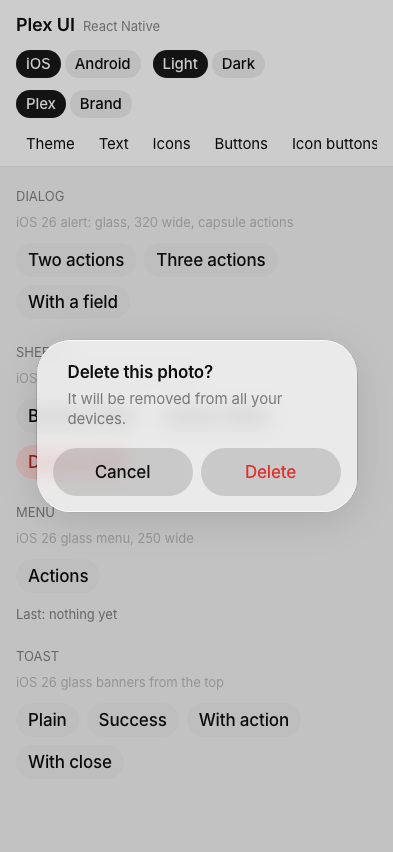 Plex UI React Native
iOS Android Light Dark
Plex Brand
Theme Text Icons Buttons Icon buttons
DIALOG
iOS 26 alert: glass, 320 wide, capsule actions
Two actions Three actions
With a field
Delete this photo?
It will be removed from all your
devices.
Cancel Delete
MENU
iOS 26 glass menu, 250 wide
Actions
Last: nothing yet
TOAST
iOS 26 glass banners from the top
Plain Success With action
With close